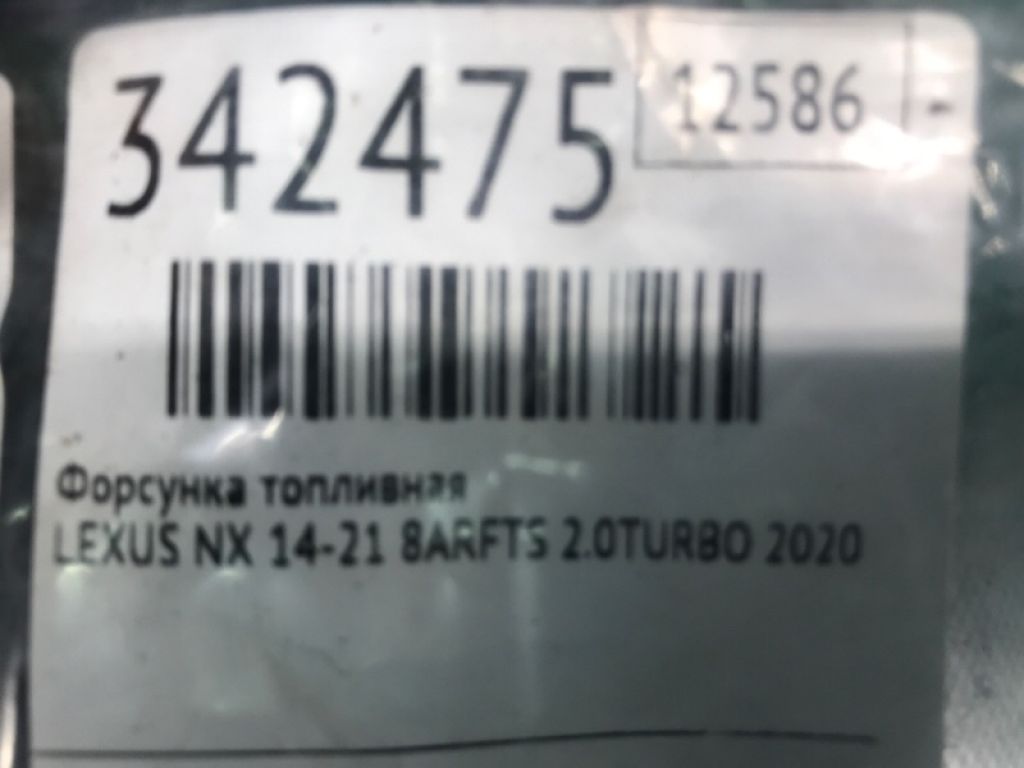 342475 12586 -
Форсунка топливная
LEXUS NX 14-21 8ARFTS 2.0TURBO 2020